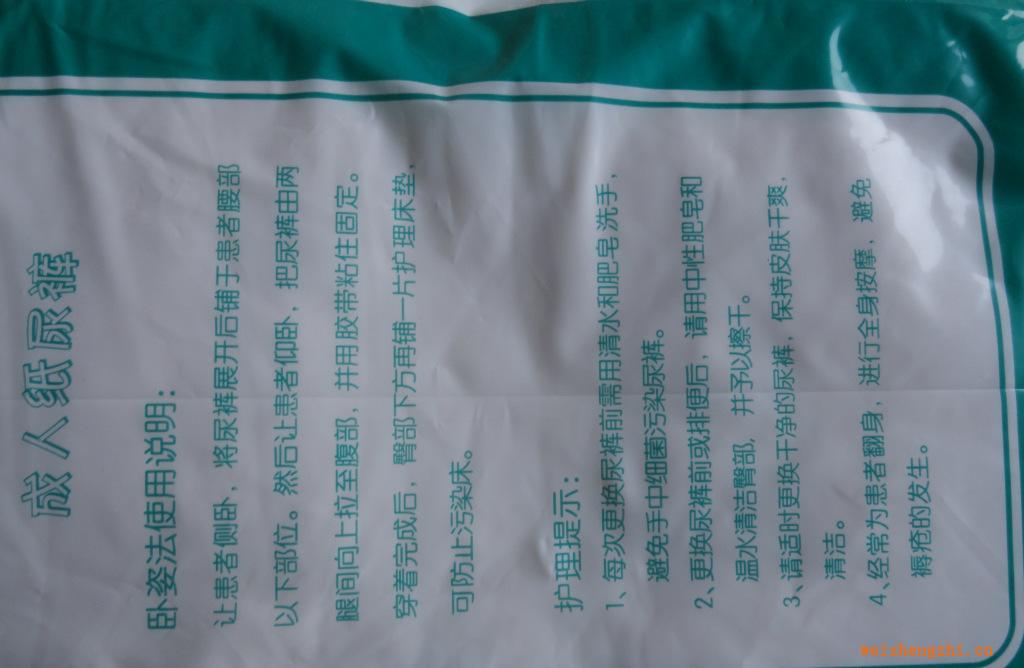 成人纸尿裤
卧姿法使用说明：
让患者侧卧，将尿裤展开后铺于患者腰部
以下部位。然后让患者仰卧，把尿裤由两
腿间向上拉至腹部，并用胶带粘住固定。
穿着完成后，臀部下方再铺一片护理床垫，
可防止污染床。
护理提示：
1、每次更换尿裤前需用清水和肥皂洗手，
避免手中细菌污染尿裤。
2、更换尿裤前或排便后，请用中性肥皂和
温水清洁臀部，并予以擦干。
3、请适时更换干净的尿裤，保持皮肤干爽，
清洁。
4、经常为患者翻身，进行全身按摩，避免
褥疮的发生。
weishengzhi.cn